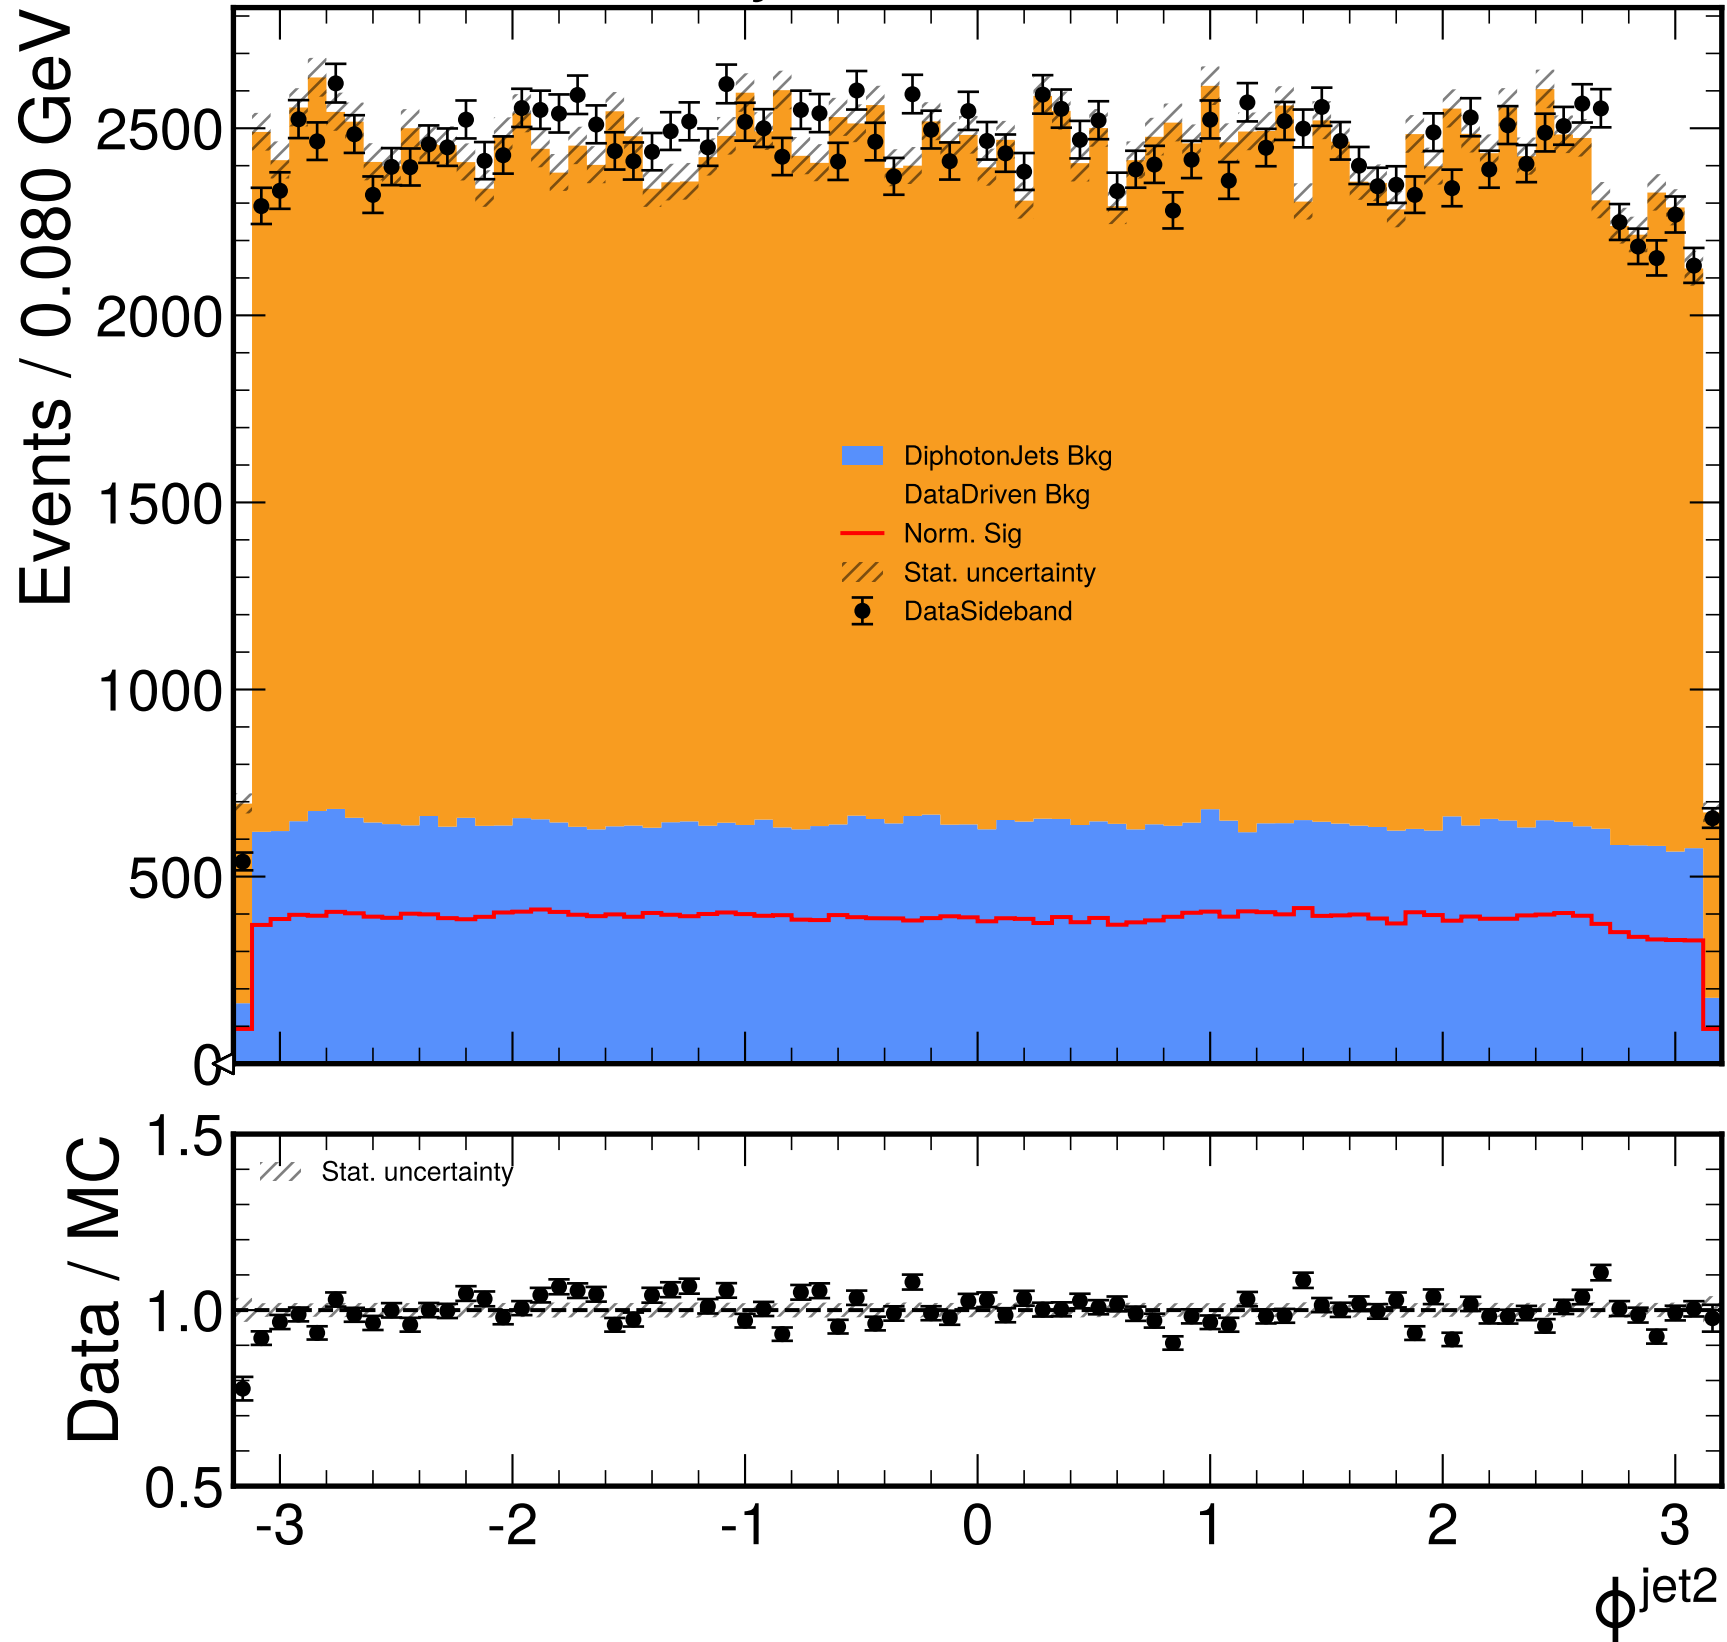 Events / 0.080 GeV
2500
2000
1500
1000
500
0
DiphotonJets Bkg
DataDriven Bkg
Norm. Sig
Stat. uncertainty
DataSideband
Data / MC
1.5
1.0
0.5
Stat. uncertainty
-3 -2 -1 0 1 2 3
ϕ^jet2